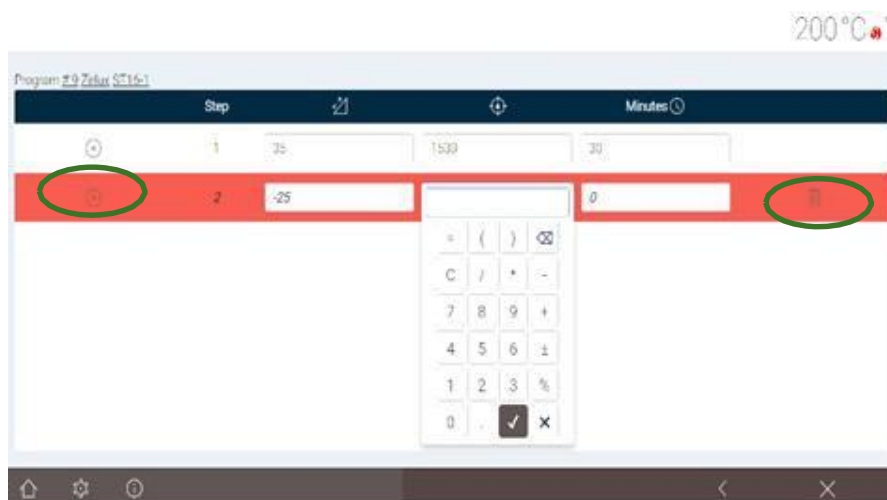 200°C
Program #9 Zirlux ST16-1
Step Minutes
1 35 1530 30
2 -25 0
= ( )
C / * -
7 8 9 +
4 5 6 ±
1 2 3 %
0 .